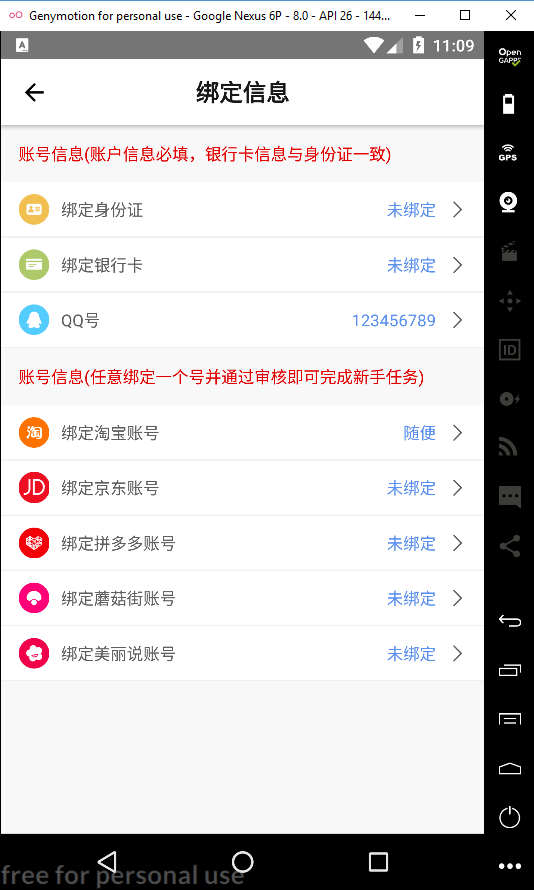 Genymotion for personal use - Google Nexus 6P - 8.0 - API 26 - 144...
A
11:09
Open
GAPPS
绑定信息
账号信息(账户信息必填，银行卡信息与身份证一致)
GPS
绑定身份证
未绑定
绑定银行卡
未绑定
QQ号
123456789
ID
账号信息(任意绑定一个号并通过审核即可完成新手任务)
淘
绑定淘宝账号
随便
JD
绑定京东账号
未绑定
绑定拼多多账号
未绑定
绑定蘑菇街账号
未绑定
绑定美丽说账号
未绑定
free for personal use